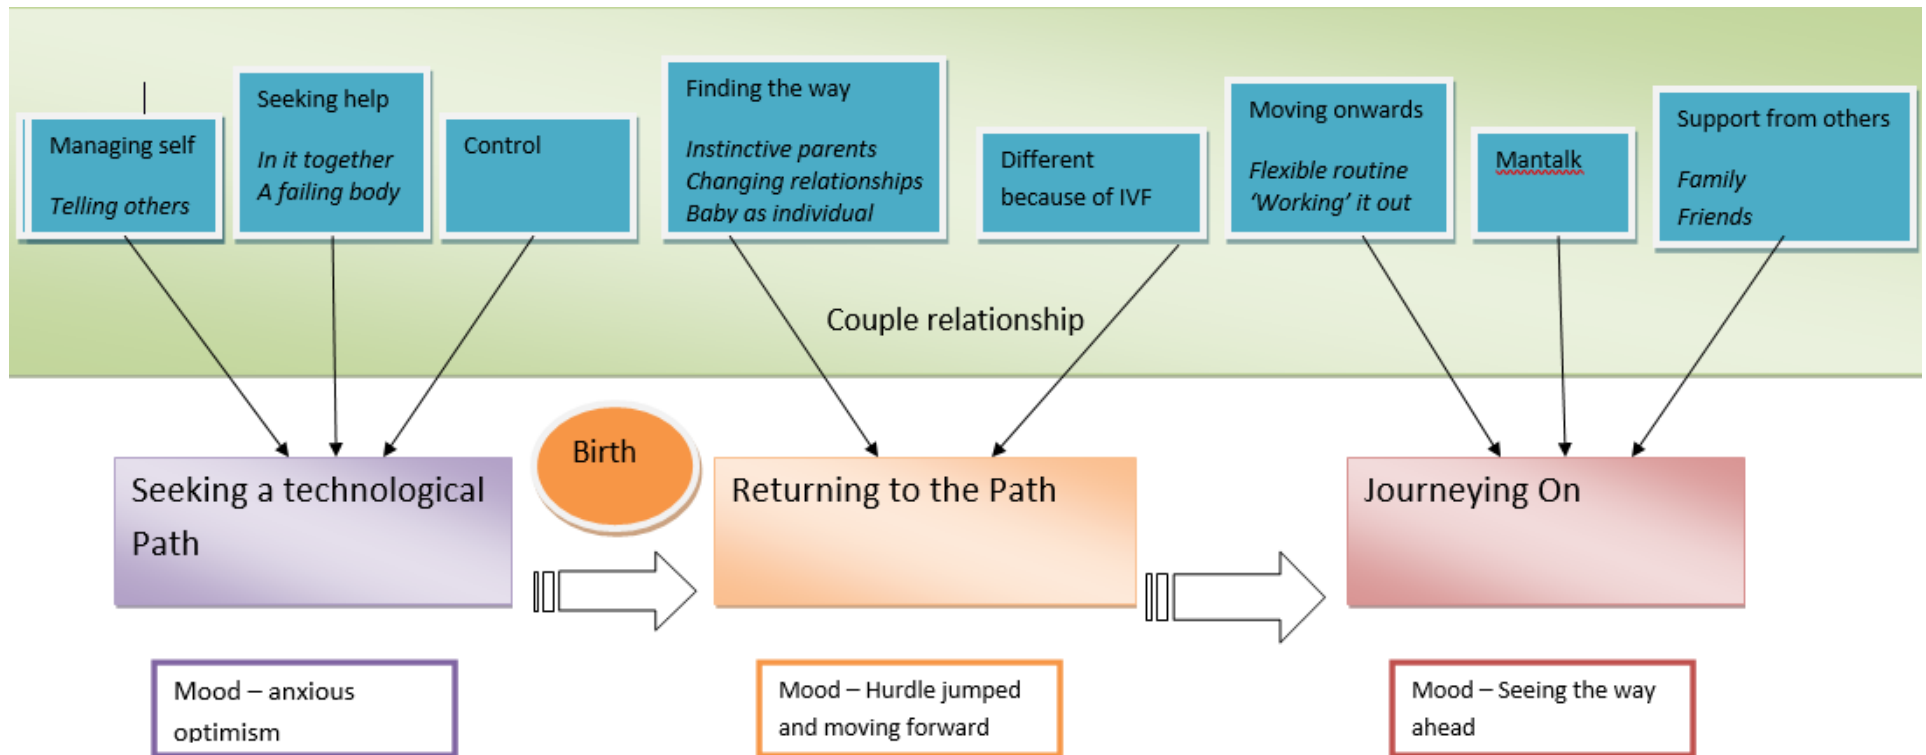 Managing self
Telling others
Seeking help
In it together
A failing body
Control
Finding the way
Instinctive parents
Changing relationships
Baby as individual
Different
because of IVF
Moving onwards
Flexible routine
‘Working’ it out
Mantalk
Support from others
Family
Friends
Couple relationship
Seeking a technological
Path
Birth
Returning to the Path
Journeying On
Mood – anxious
optimism
Mood – Hurdle jumped
and moving forward
Mood – Seeing the way
ahead